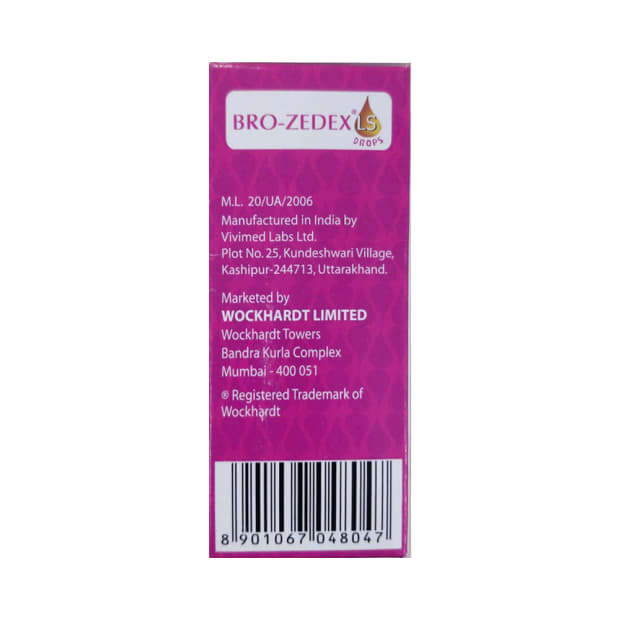 BRO-ZEDEX® LS
DROPS
M.L. 20/UA/2006
Manufactured in India by
Vivimed Labs Ltd.
Plot No. 25, Kundeshwari Village,
Kashipur-244713, Uttarakhand.
Marketed by
WOCKHARDT LIMITED
Wockhardt Towers
Bandra Kurla Complex
Mumbai - 400 051
® Registered Trademark of
Wockhardt
8 901067 048047